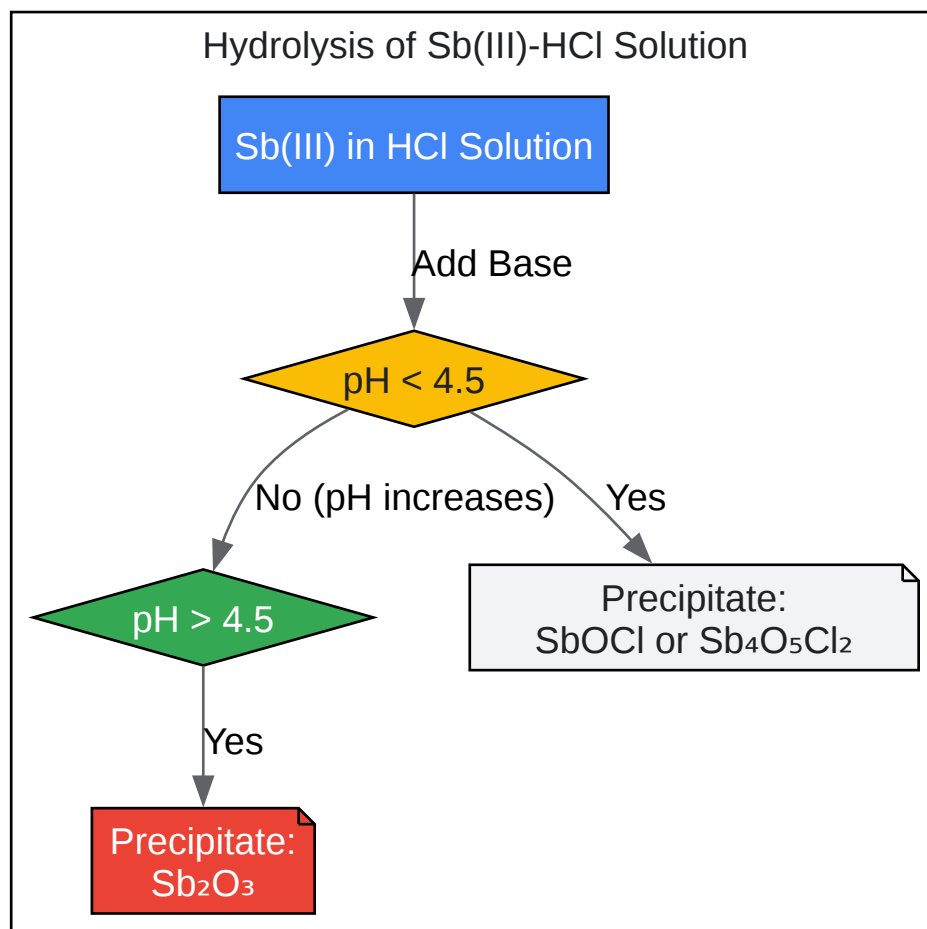 Hydrolysis of Sb(III)-HCl Solution
Sb(III) in HCl Solution
Add Base
pH < 4.5
No (pH increases)
Yes
pH > 4.5
Precipitate:
SbOCl or Sb₄O₅Cl₂
Yes
Precipitate:
Sb₂O₃